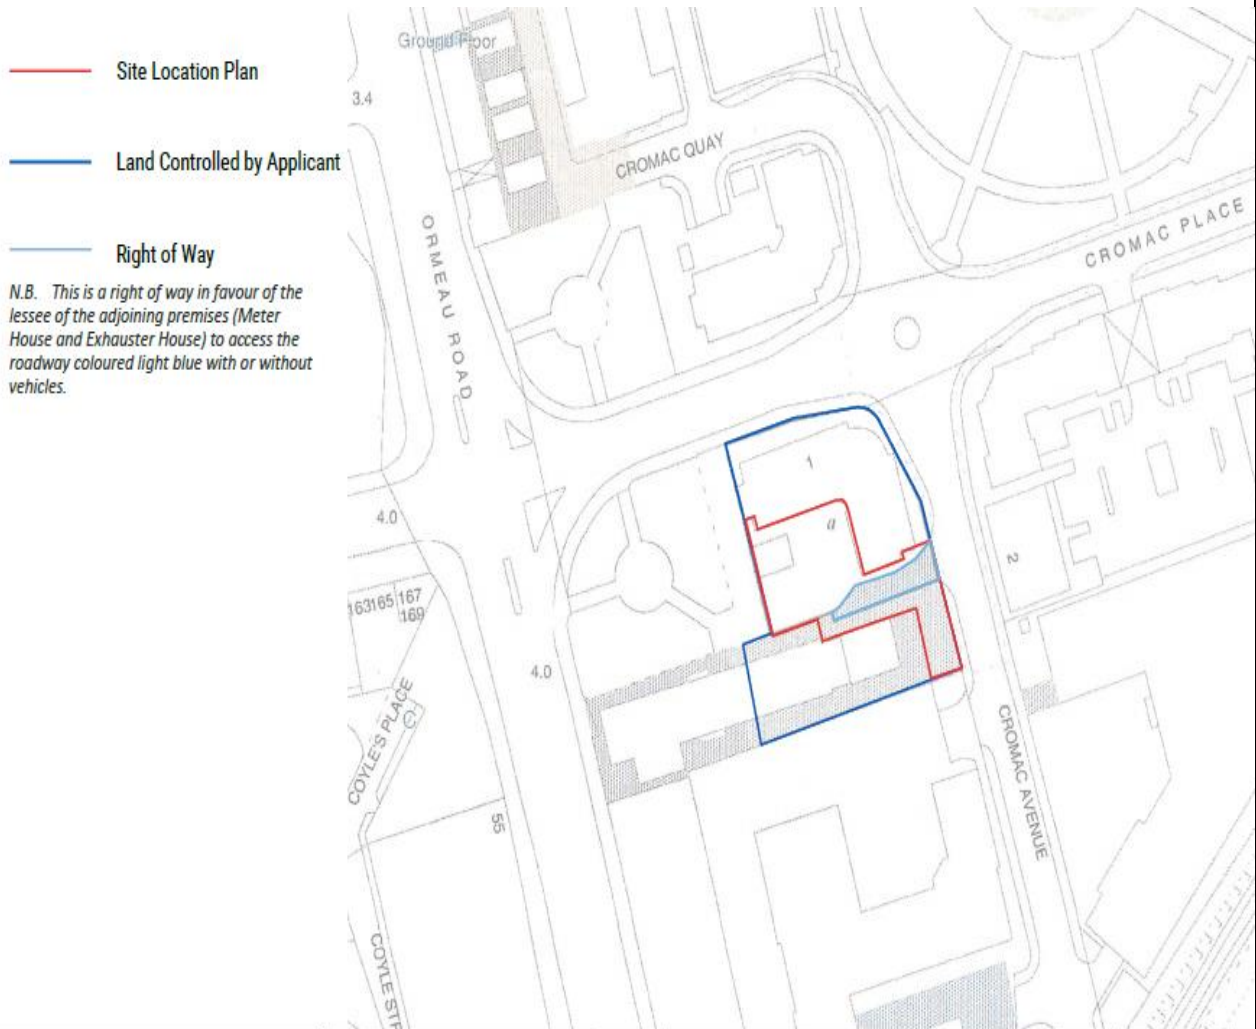 Site Location Plan
Land Controlled by Applicant
Right of Way
N.B. This is a right of way in favour of the
lessee of the adjoining premises (Meter
House and Exhauster House) to access the
roadway coloured light blue with or without
vehicles.
Ground Floor
3.4
CROMAC QUAY
ORMEAU ROAD
CROMAC PLACE
1
a
4.0
2
163165 167
169
4.0
COYLE'S PLACE
CROMAC AVENUE
55
COYLE STR